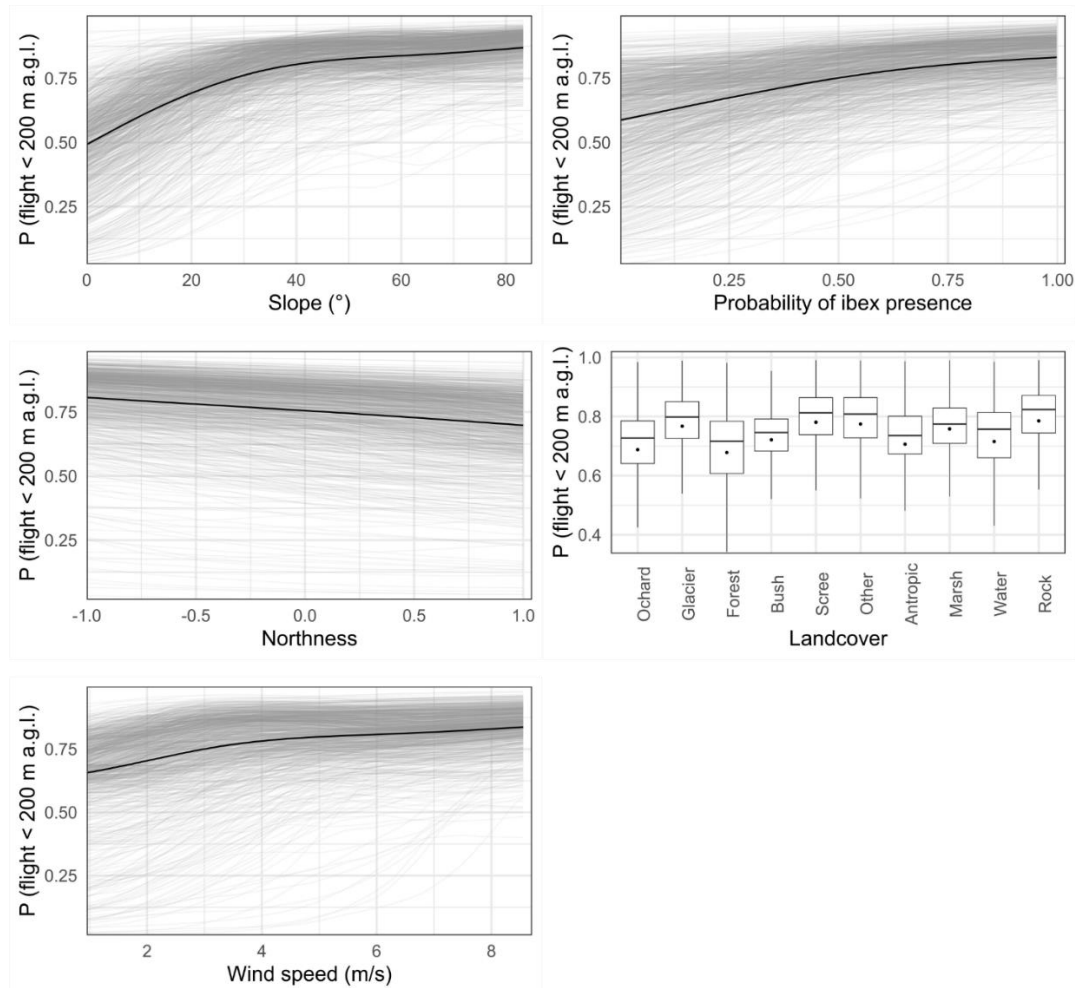 P (flight < 200 m a.g.l.)
0.75
0.50
0.25
0 20 40 60 80
Slope (°)
P (flight < 200 m a.g.l.)
0.75
0.50
0.25
0.25 0.50 0.75 1.00
Probability of ibex presence
P (flight < 200 m a.g.l.)
0.75
0.50
0.25
-1.0 -0.5 0.0 0.5 1.0
Northness
P (flight < 200 m a.g.l.)
1.0
0.8
0.6
0.4
Ochard
Glacier
Forest
Bush
Scree
Other
Antropic
Marsh
Water
Rock
Landcover
P (flight < 200 m a.g.l.)
0.75
0.50
0.25
2 4 6 8
Wind speed (m/s)